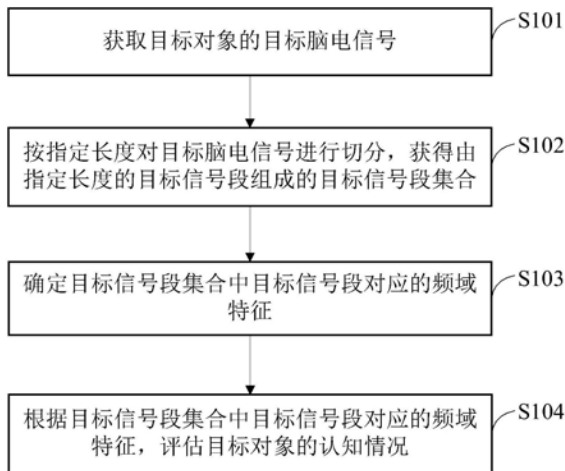 获取目标对象的目标脑电信号
S101
按指定长度对目标脑电信号进行切分，获得由
指定长度的目标信号段组成的目标信号段集合
S102
确定目标信号段集合中目标信号段对应的频域
特征
S103
根据目标信号段集合中目标信号段对应的频域
特征，评估目标对象的认知情况
S104